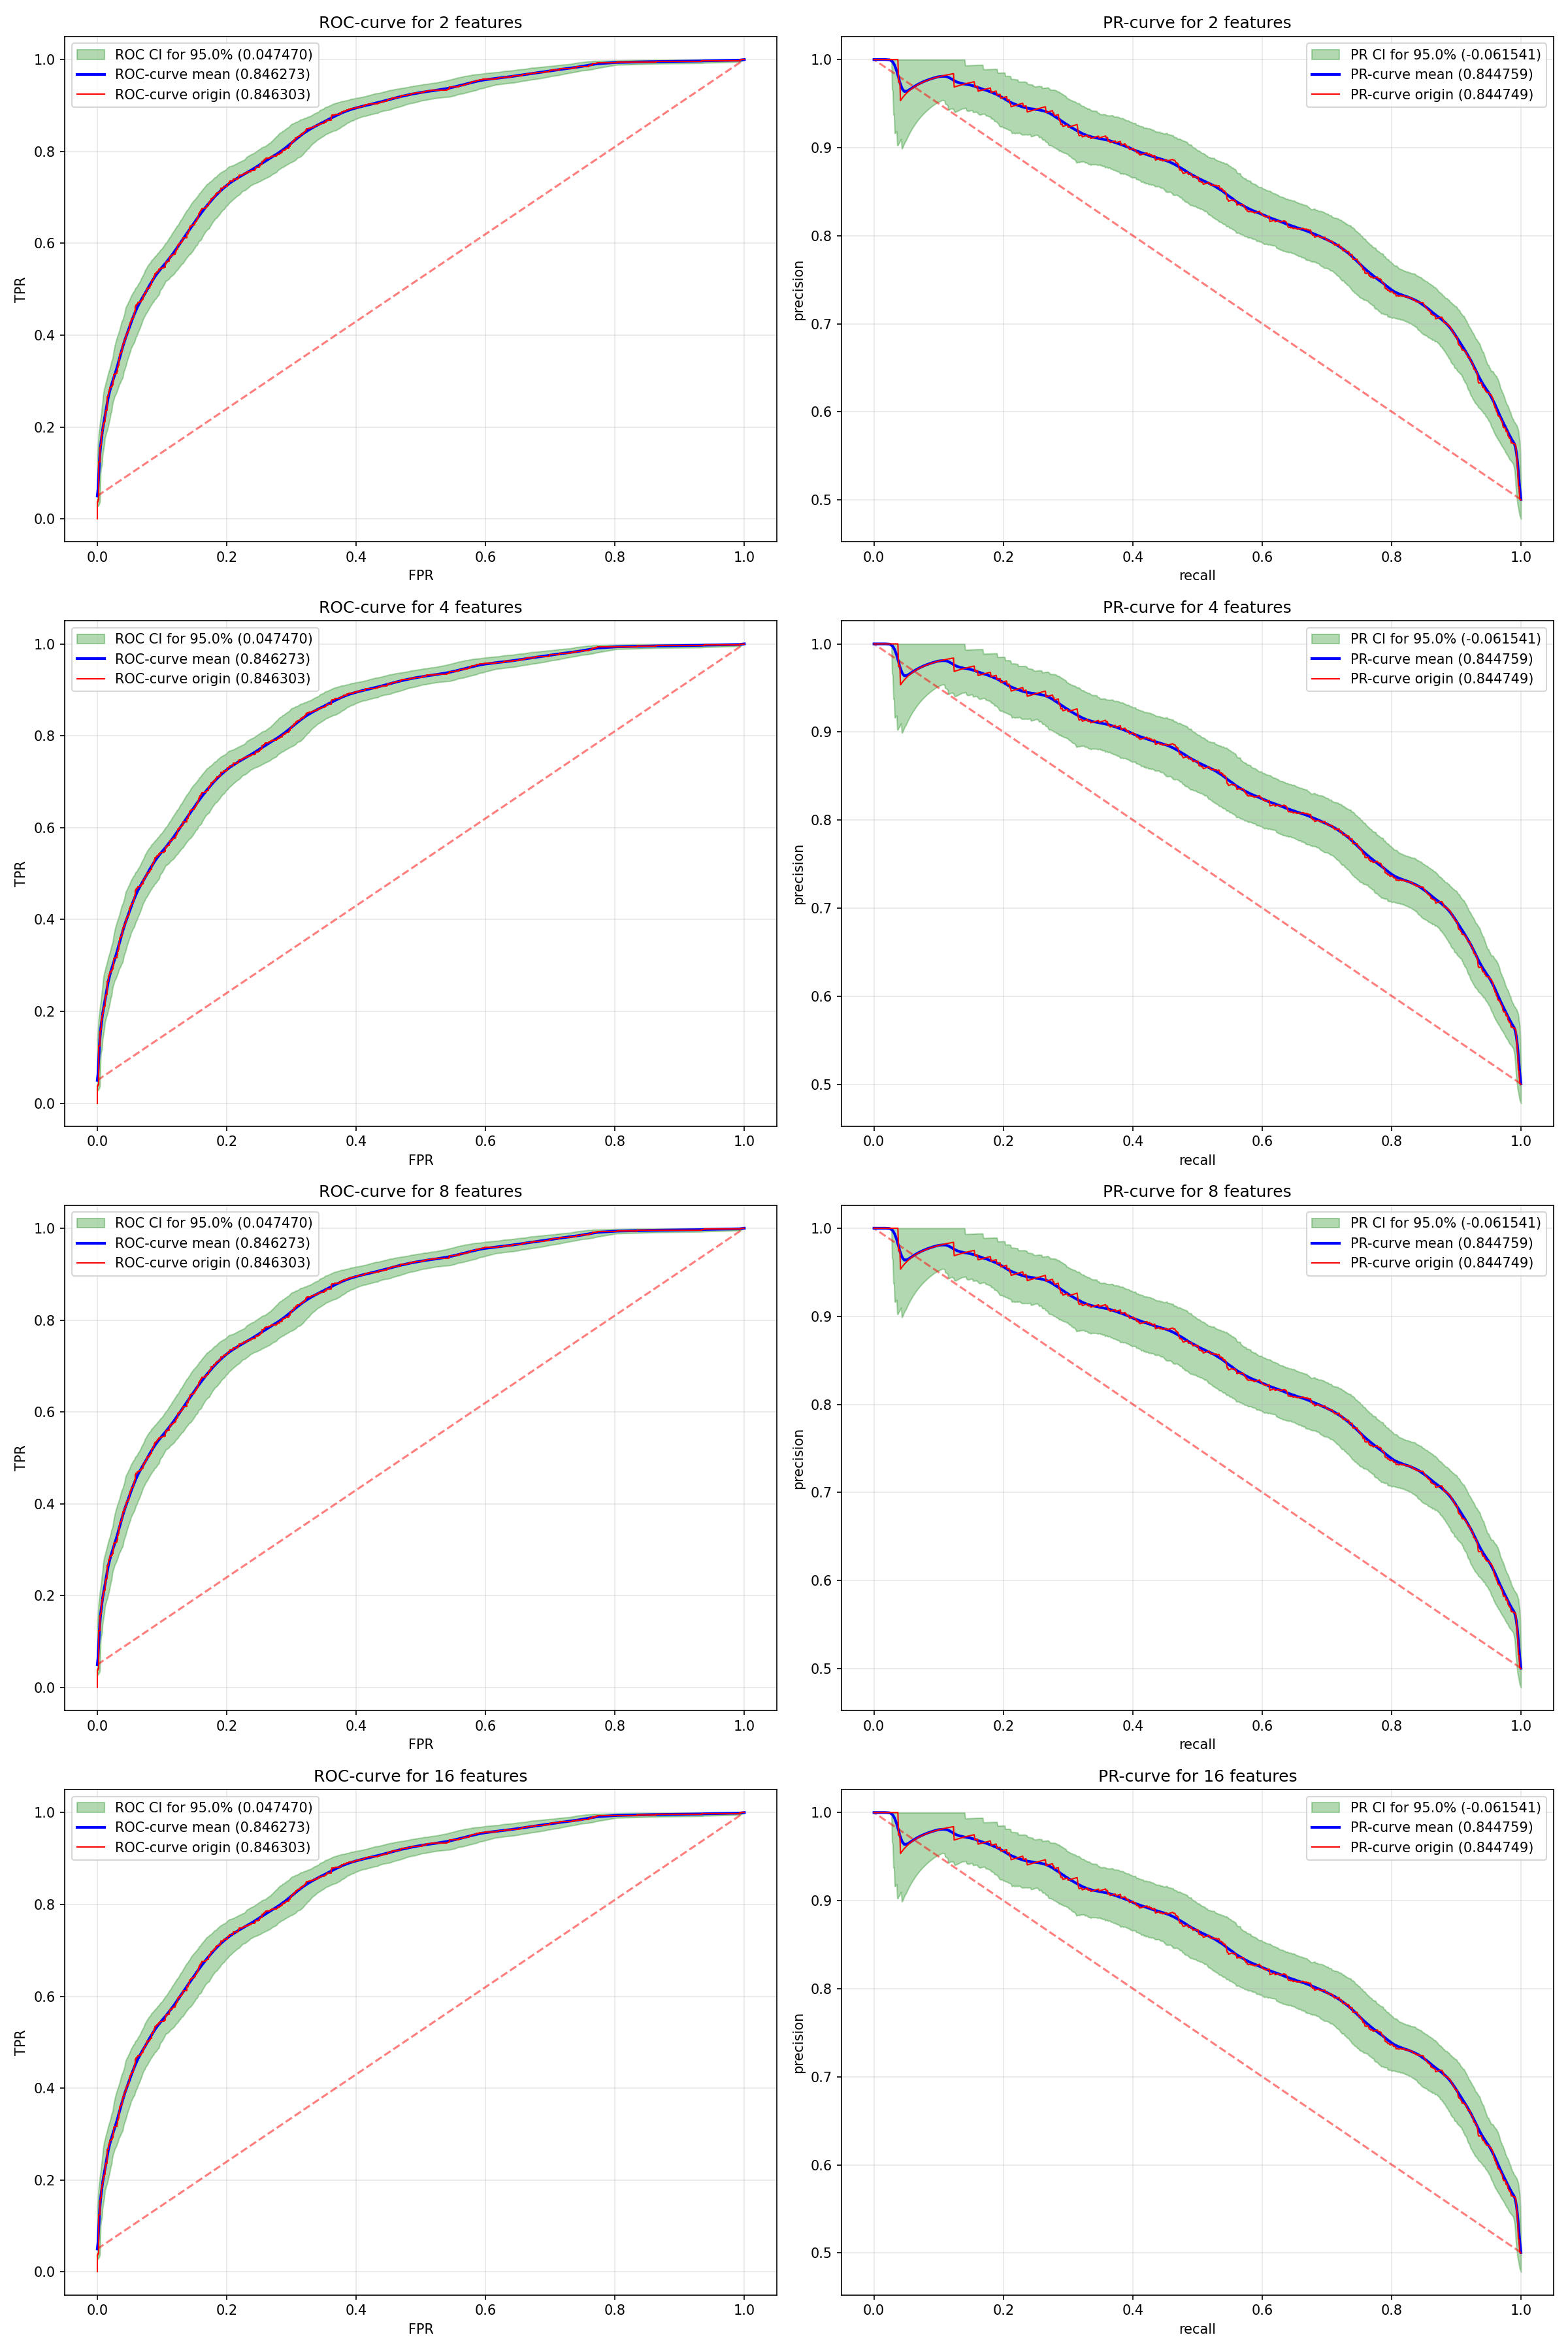 ROC-curve for 2 features
ROC CI for 95.0% (0.047470)
ROC-curve mean (0.846273)
ROC-curve origin (0.846303)
1.0
0.8
0.6
0.4
0.2
0.0
TPR
0.0 0.2 0.4 0.6 0.8 1.0
FPR
PR-curve for 2 features
PR CI for 95.0% (-0.061541)
PR-curve mean (0.844759)
PR-curve origin (0.844749)
1.0
0.9
0.8
0.7
0.6
0.5
precision
0.0 0.2 0.4 0.6 0.8 1.0
recall
ROC-curve for 4 features
ROC CI for 95.0% (0.047470)
ROC-curve mean (0.846273)
ROC-curve origin (0.846303)
1.0
0.8
0.6
0.4
0.2
0.0
TPR
0.0 0.2 0.4 0.6 0.8 1.0
FPR
PR-curve for 4 features
PR CI for 95.0% (-0.061541)
PR-curve mean (0.844759)
PR-curve origin (0.844749)
1.0
0.9
0.8
0.7
0.6
0.5
precision
0.0 0.2 0.4 0.6 0.8 1.0
recall
ROC-curve for 8 features
ROC CI for 95.0% (0.047470)
ROC-curve mean (0.846273)
ROC-curve origin (0.846303)
1.0
0.8
0.6
0.4
0.2
0.0
TPR
0.0 0.2 0.4 0.6 0.8 1.0
FPR
PR-curve for 8 features
PR CI for 95.0% (-0.061541)
PR-curve mean (0.844759)
PR-curve origin (0.844749)
1.0
0.9
0.8
0.7
0.6
0.5
precision
0.0 0.2 0.4 0.6 0.8 1.0
recall
ROC-curve for 16 features
ROC CI for 95.0% (0.047470)
ROC-curve mean (0.846273)
ROC-curve origin (0.846303)
1.0
0.8
0.6
0.4
0.2
0.0
TPR
0.0 0.2 0.4 0.6 0.8 1.0
FPR
PR-curve for 16 features
PR CI for 95.0% (-0.061541)
PR-curve mean (0.844759)
PR-curve origin (0.844749)
1.0
0.9
0.8
0.7
0.6
0.5
precision
0.0 0.2 0.4 0.6 0.8 1.0
recall